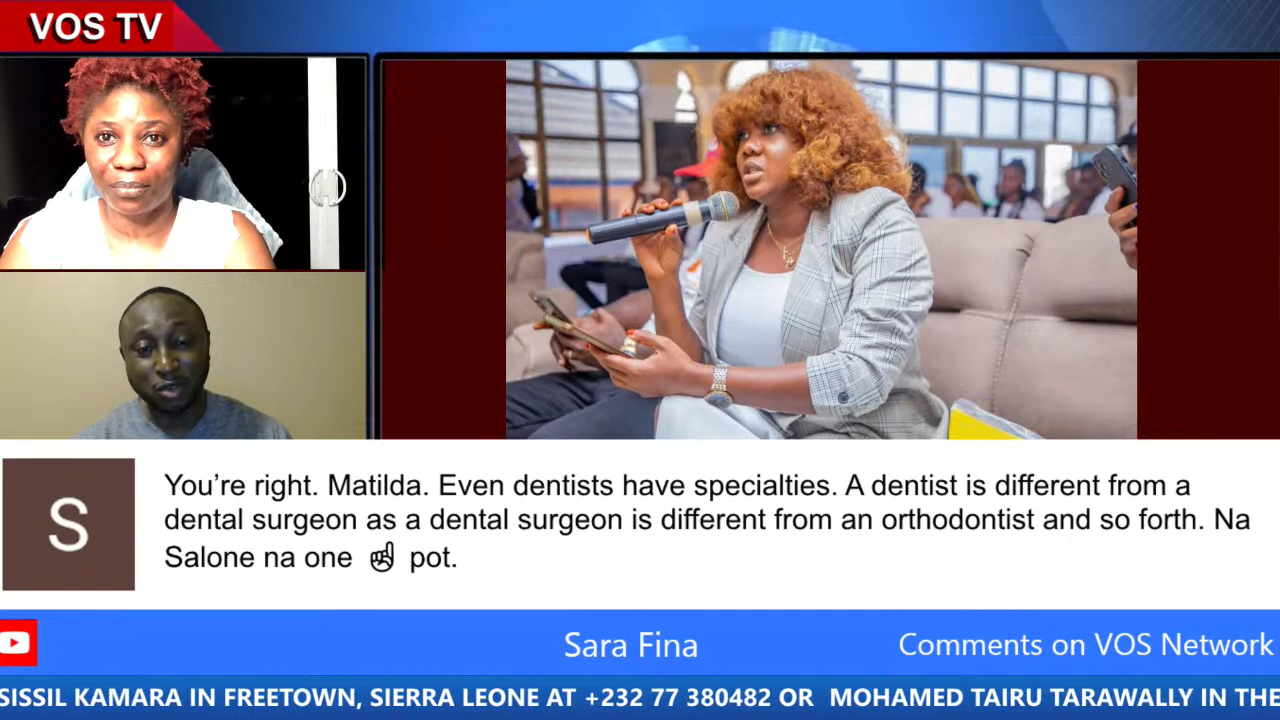 VOS TV
S
You’re right. Matilda. Even dentists have specialties. A dentist is different from a
dental surgeon as a dental surgeon is different from an orthodontist and so forth. Na
Salone na one ☝ pot.
Sara Fina
Comments on VOS Network
SISSIL KAMARA IN FREETOWN, SIERRA LEONE AT +232 77 380482 OR MOHAMED TAIRU TARAWALLY IN THE